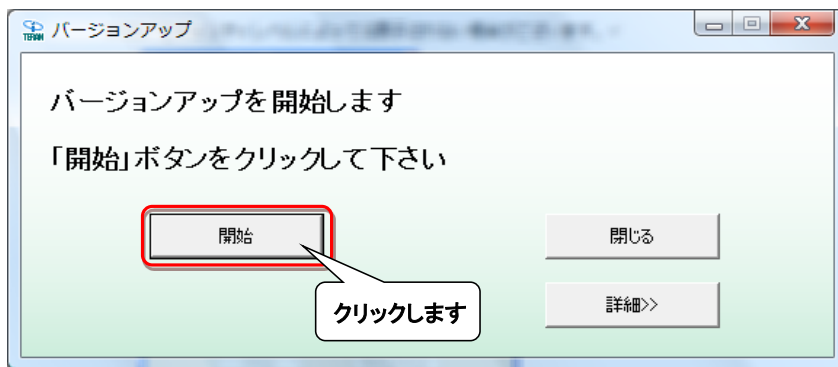 TERAN バージョンアップ
バージョンアップを開始します
「開始」ボタンをクリックして下さい
開始
閉じる
クリックします
詳細>>